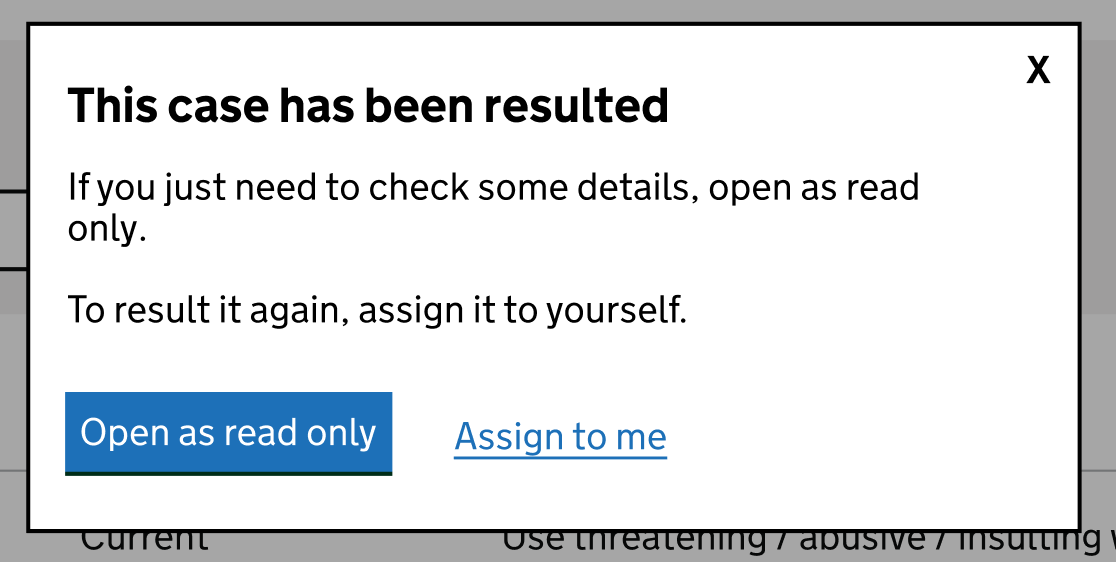 X
This case has been resulted
If you just need to check some details, open as read
only.
To result it again, assign it to yourself.
Open as read only
Assign to me
Current
Use threatening / abusive / insulting